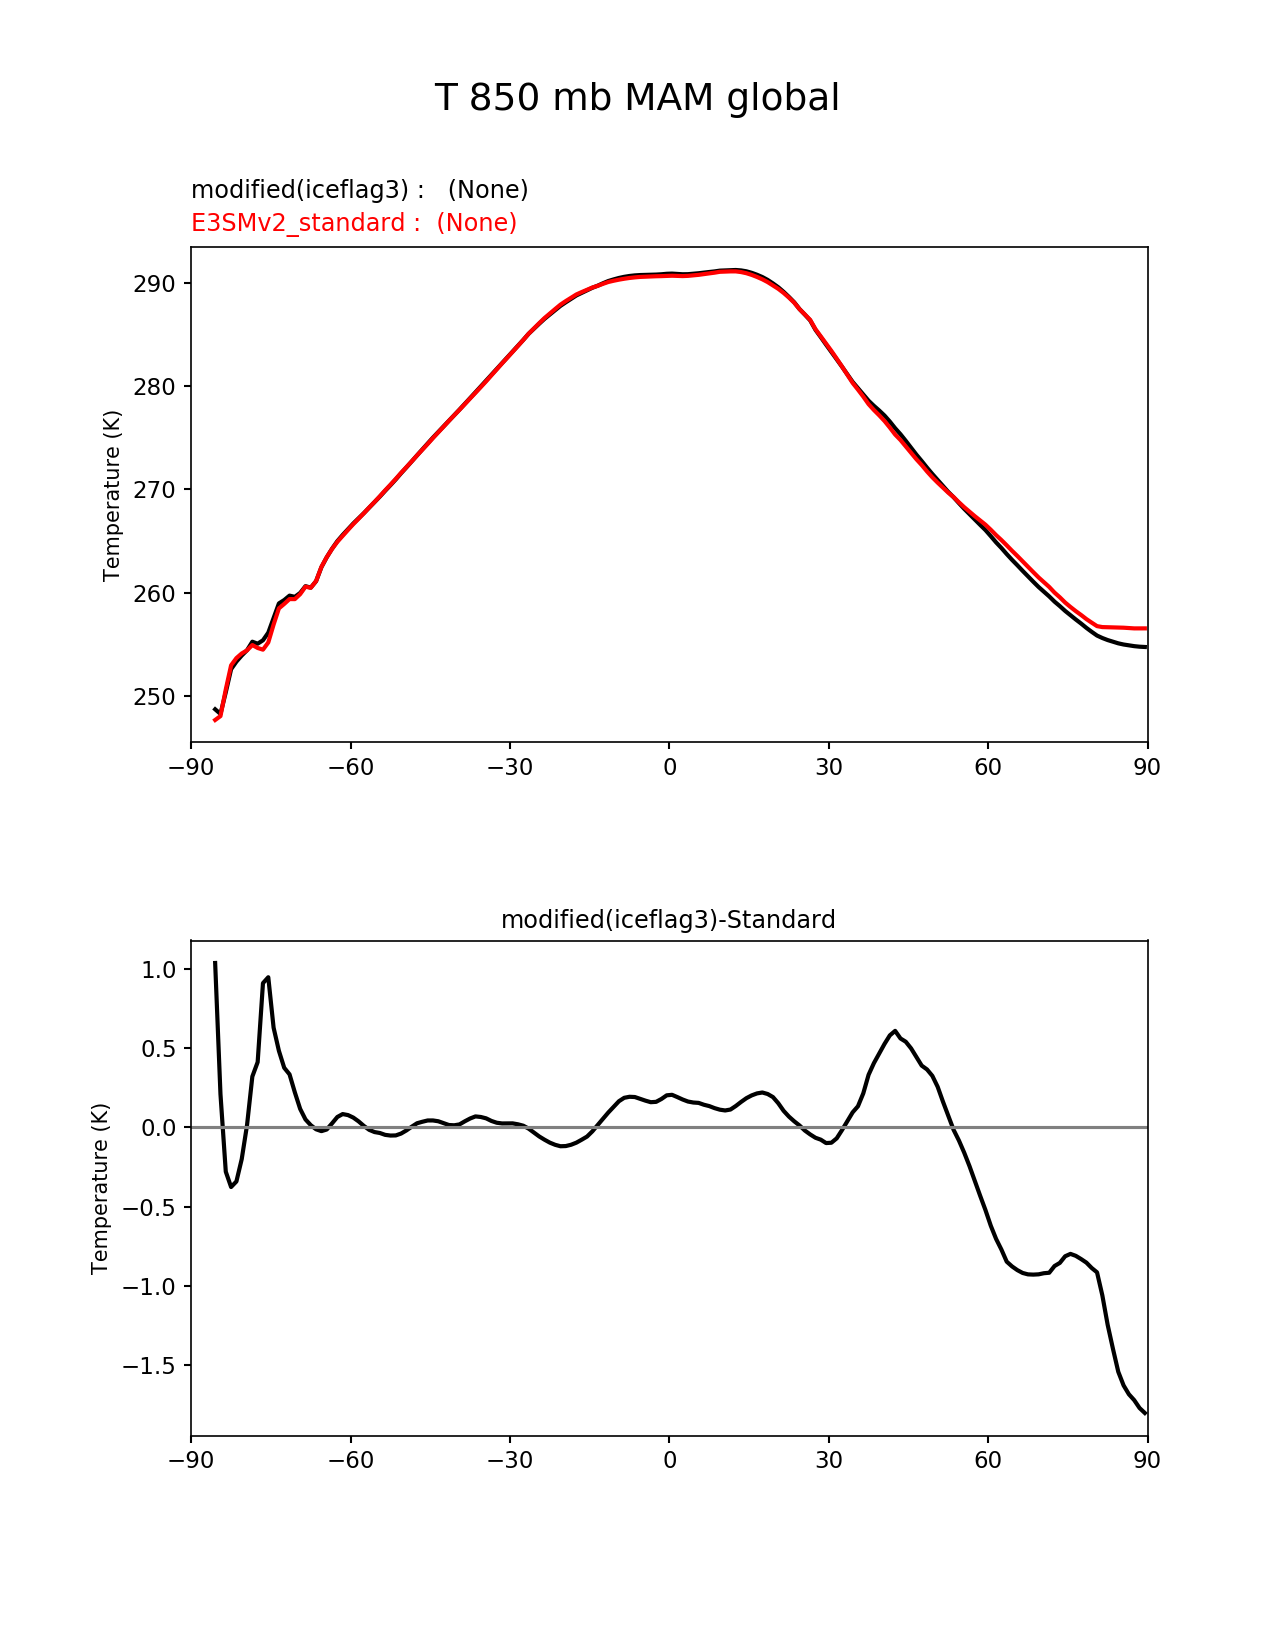 T 850 mb MAM global
modified(iceflag3) :   (None)
E3SMv2_standard :  (None)
290
280
270
260
250
Temperature (K)
−90 −60 −30 0 30 60 90
modified(iceflag3)-Standard
1.0
0.5
0.0
−0.5
−1.0
−1.5
Temperature (K)
−90 −60 −30 0 30 60 90